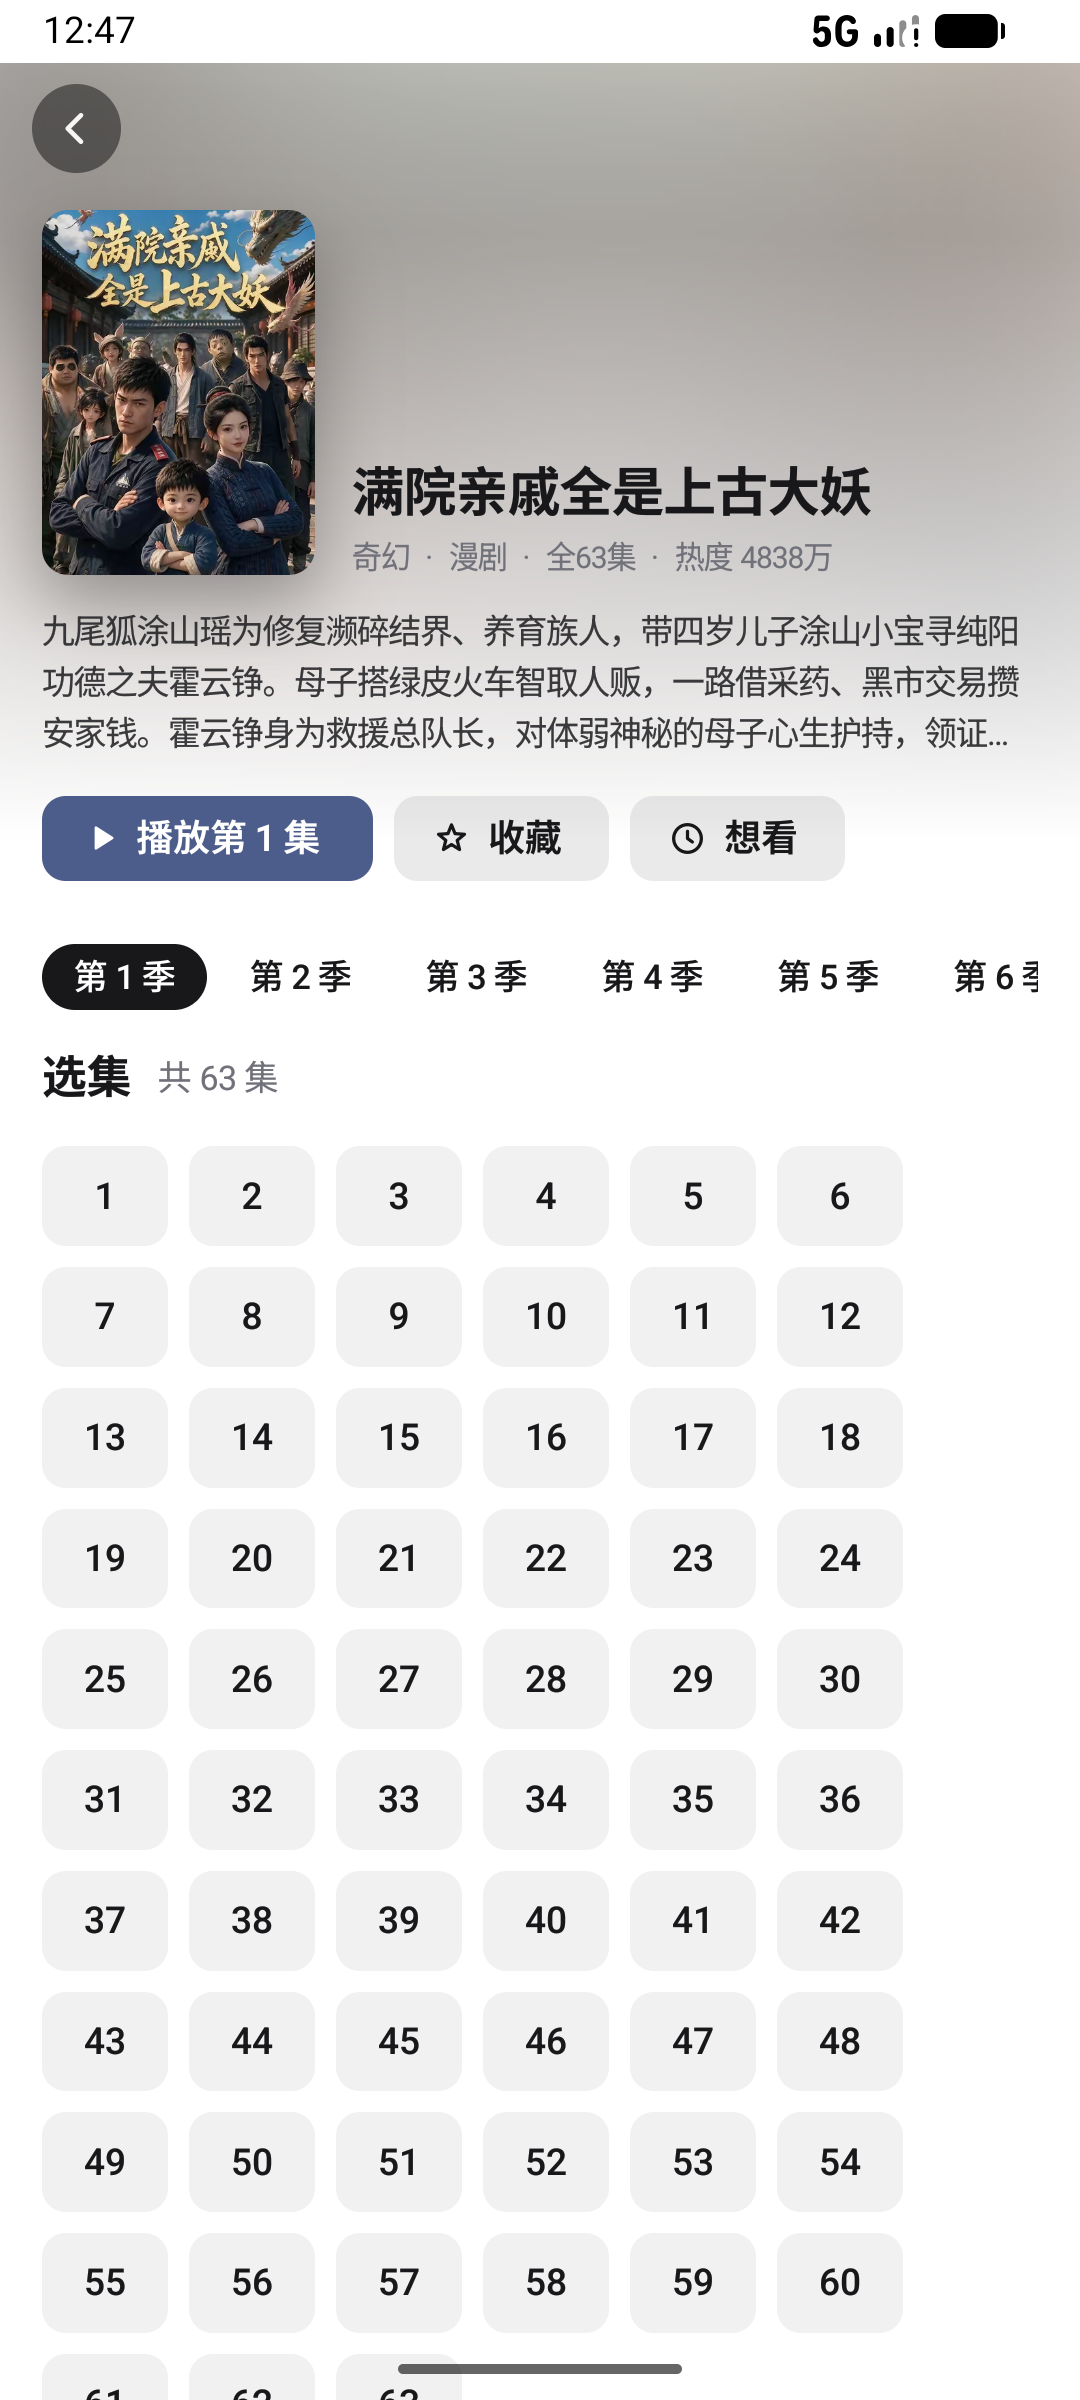 12:47
5G
满院亲戚
全是上古大妖
满院亲戚全是上古大妖
奇幻 · 漫剧 · 全63集 · 热度 4838万
九尾狐涂山瑶为修复濒碎结界、养育族人，带四岁儿子涂山小宝寻纯阳
功德之夫霍云铮。母子搭绿皮火车智取人贩，一路借采药、黑市交易攒
安家钱。霍云铮身为救援总队长，对体弱神秘的母子心生护持，领证...
播放第 1 集 收藏 想看
第 1 季 第 2 季 第 3 季 第 4 季 第 5 季 第 6 季
选集 共 63 集
1 2 3 4 5 6
7 8 9 10 11 12
13 14 15 16 17 18
19 20 21 22 23 24
25 26 27 28 29 30
31 32 33 34 35 36
37 38 39 40 41 42
43 44 45 46 47 48
49 50 51 52 53 54
55 56 57 58 59 60
61 62 63